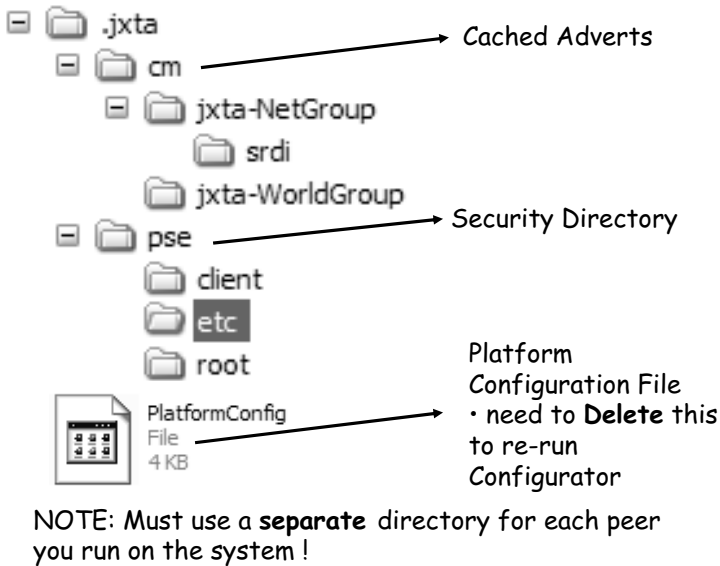 .jxta
Cached Adverts
cm
jxta-NetGroup
srdi
jxta-WorldGroup
Security Directory
pse
client
etc
root
Platform
Configuration File
• need to Delete this
to re-run
Configurator
PlatformConfig
File
4 KB
NOTE: Must use a separate directory for each peer
you run on the system !